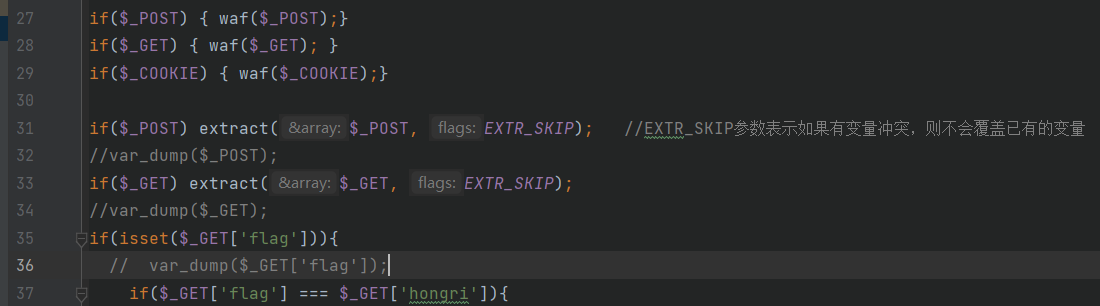 27 if($_POST) { waf($_POST);}
28 if($_GET) { waf($_GET); }
29 if($_COOKIE) { waf($_COOKIE);}
30
31 if($_POST) extract( &array: $_POST, flags: EXTR_SKIP); //EXTR_SKIP参数表示如果有变量冲突，则不会覆盖已有的变量
32 //var_dump($_POST);
33 if($_GET) extract( &array: $_GET, flags: EXTR_SKIP);
34 //var_dump($_GET);
35 if(isset($_GET['flag'])){
36 // var_dump($_GET['flag']);
37 if($_GET['flag'] === $_GET['hongri']){